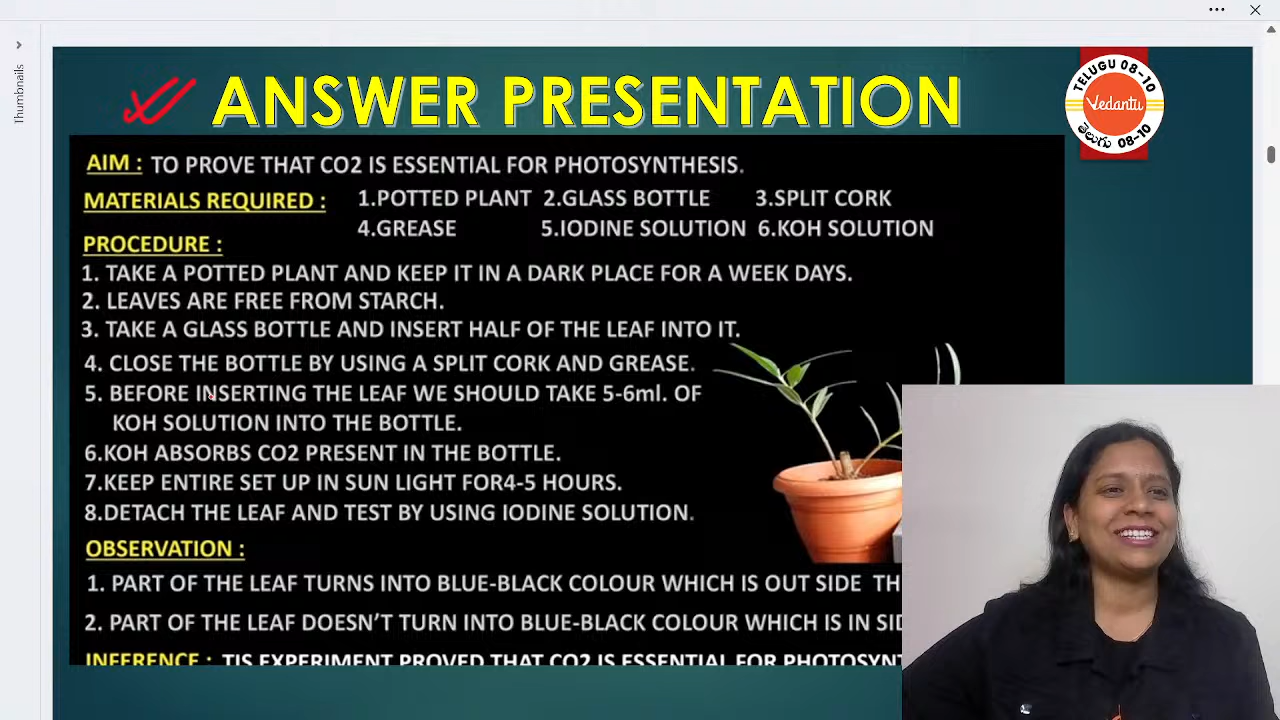 Thumbnails
ANSWER PRESENTATION
TELUGU 08-10
Vedantu
తెలుగు 08-10
AIM : TO PROVE THAT CO2 IS ESSENTIAL FOR PHOTOSYNTHESIS.
MATERIALS REQUIRED : 1.POTTED PLANT 2.GLASS BOTTLE 3.SPLIT CORK
4.GREASE 5.IODINE SOLUTION 6.KOH SOLUTION
PROCEDURE :
1. TAKE A POTTED PLANT AND KEEP IT IN A DARK PLACE FOR A WEEK DAYS.
2. LEAVES ARE FREE FROM STARCH.
3. TAKE A GLASS BOTTLE AND INSERT HALF OF THE LEAF INTO IT.
4. CLOSE THE BOTTLE BY USING A SPLIT CORK AND GREASE.
5. BEFORE INSERTING THE LEAF WE SHOULD TAKE 5-6ml. OF
KOH SOLUTION INTO THE BOTTLE.
6.KOH ABSORBS CO2 PRESENT IN THE BOTTLE.
7.KEEP ENTIRE SET UP IN SUN LIGHT FOR4-5 HOURS.
8.DETACH THE LEAF AND TEST BY USING IODINE SOLUTION.
OBSERVATION :
1. PART OF THE LEAF TURNS INTO BLUE-BLACK COLOUR WHICH IS OUT SIDE
2. PART OF THE LEAF DOESN'T TURN INTO BLUE-BLACK COLOUR WHICH IS IN
INFERENCE : TIS EXPERIMENT PROVED THAT CO2 IS ESSENTIAL FOR